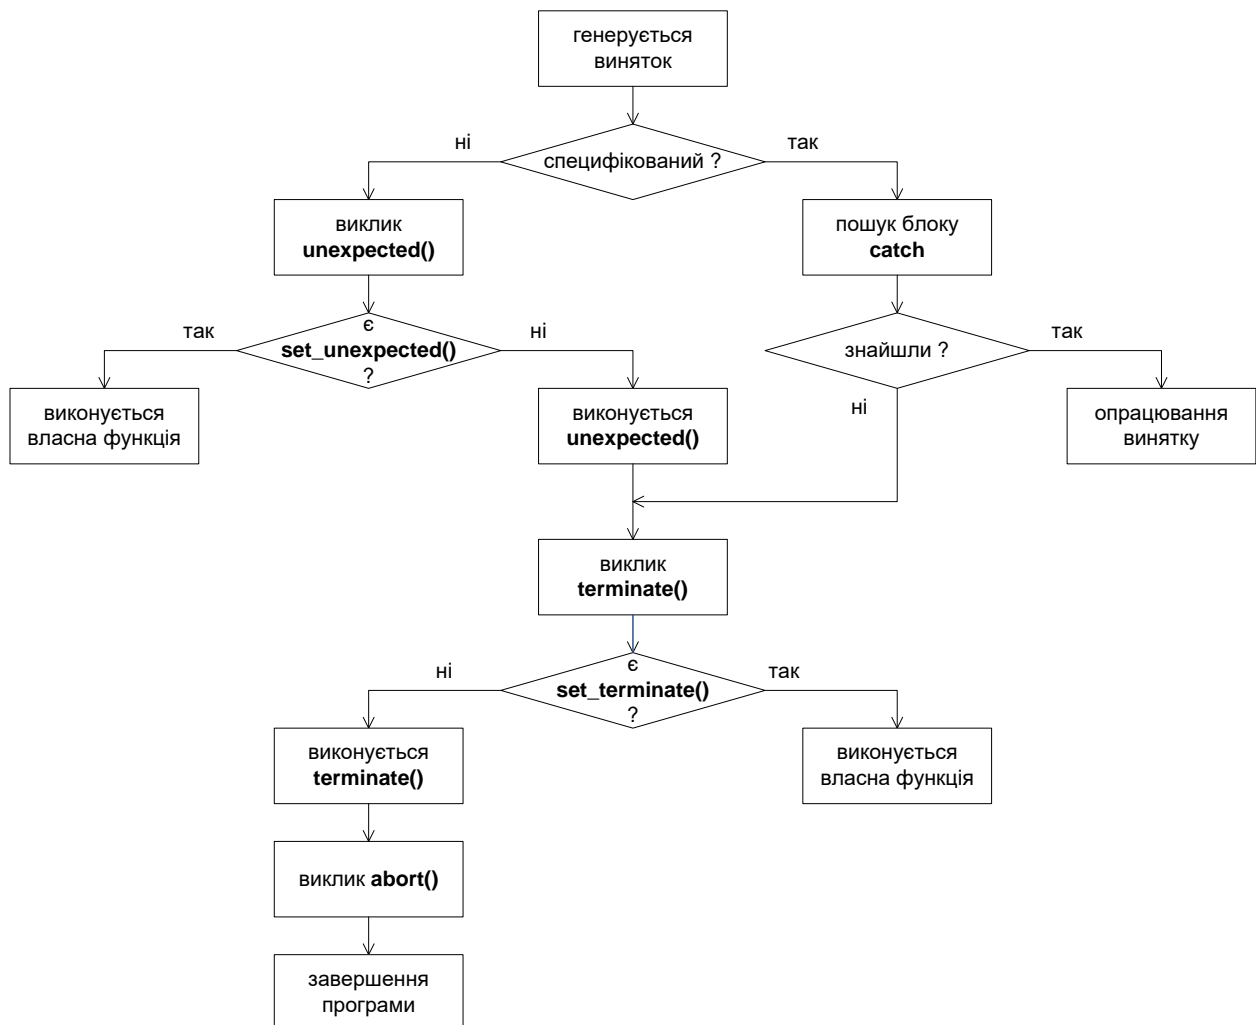 генерується
виняток
ні
специфікований ?
так
виклик
unexpected()
пошук блоку
catch
так
є
set_unexpected()
?
ні
знайшли ?
так
виконується
власна функція
виконується
unexpected()
ні
опрацювання
винятку
виклик
terminate()
ні
є
set_terminate()
?
так
виконується
terminate()
виконується
власна функція
виклик abort()
завершення
програми